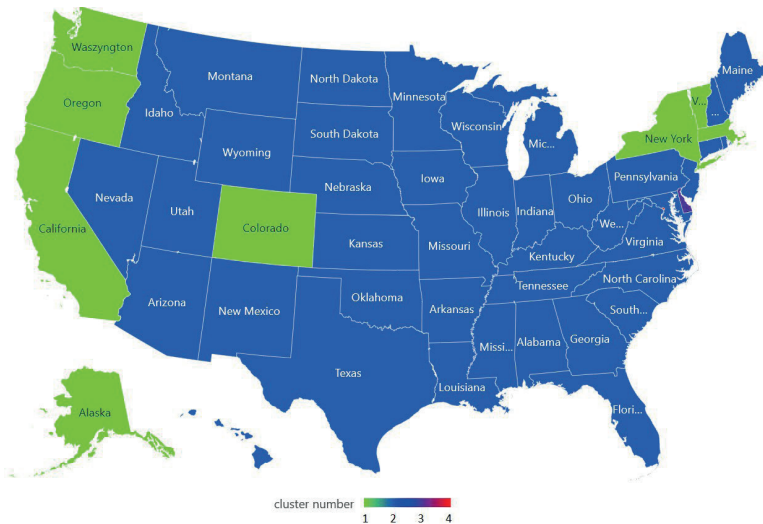 Waszyngton
Montana
North Dakota
Minnesota
Maine
Oregon
Idaho
Wisconsin
V...
...
South Dakota
Mic...
New York
Wyoming
Iowa
Pennsylvania
Nebraska
Nevada
Illinois
Indiana
Ohio
Utah
California
Colorado
We...
Kansas
Missouri
Virginia
Kentucky
North Carolina
Tennessee
Arizona
New Mexico
Oklahoma
Arkansas
South...
Missi...
Alabama
Georgia
Texas
Louisiana
Alaska
Flori...
cluster number
1 2 3 4